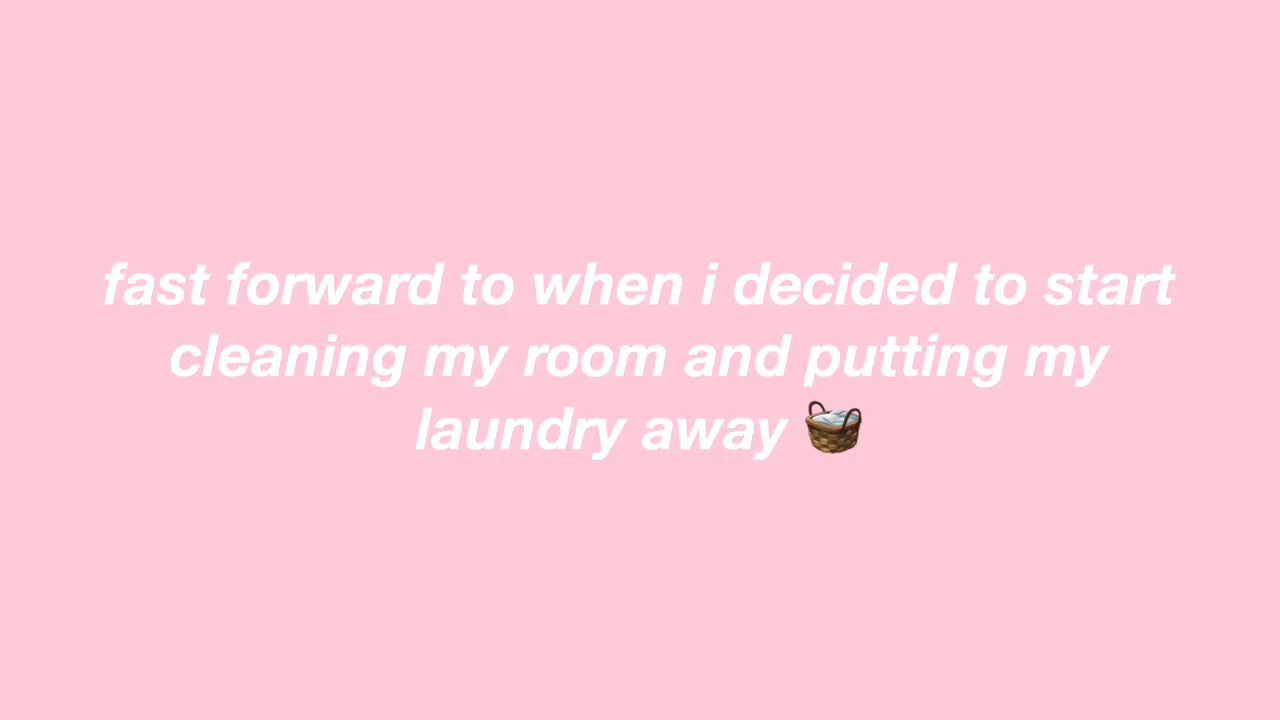 fast forward to when i decided to start
cleaning my room and putting my
laundry away 🧺